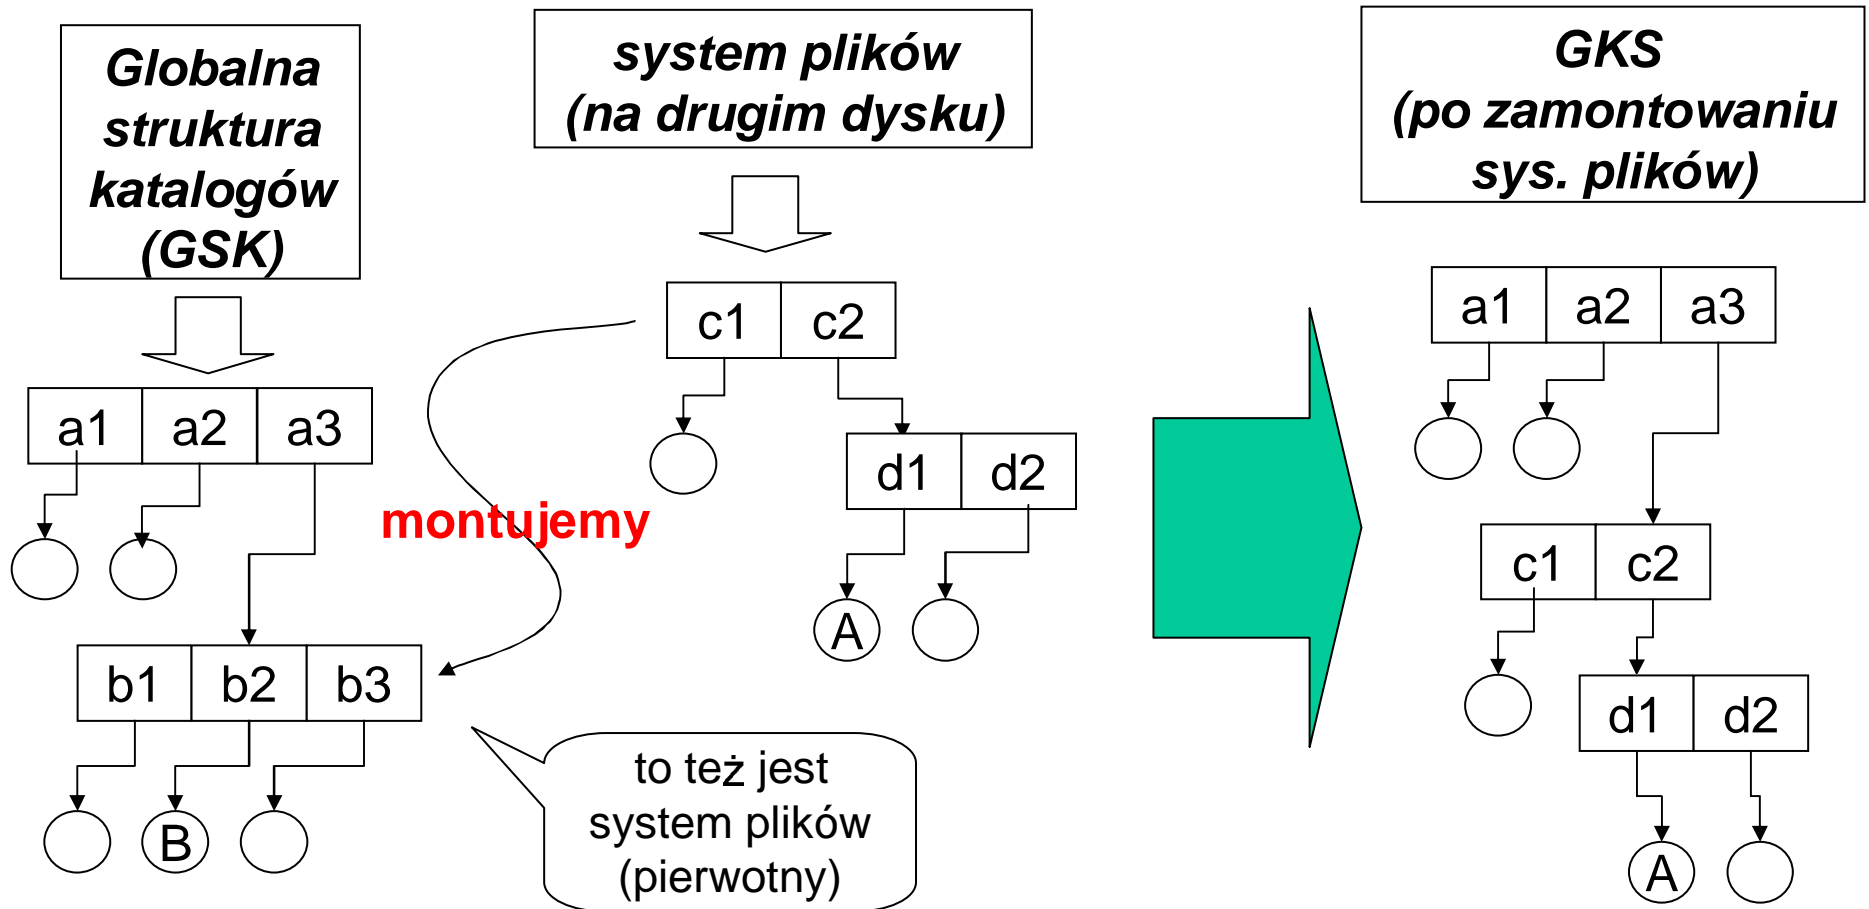 Globalna
struktura
katalogów
(GSK)
system plików
(na drugim dysku)
GKS
(po zamontowaniu
sys. plików)
a1 a2 a3
c1 c2
d1 d2
A
montujemy
b1 b2 b3
B
to też jest
system plików
(pierwotny)
a1 a2 a3
c1 c2
d1 d2
A